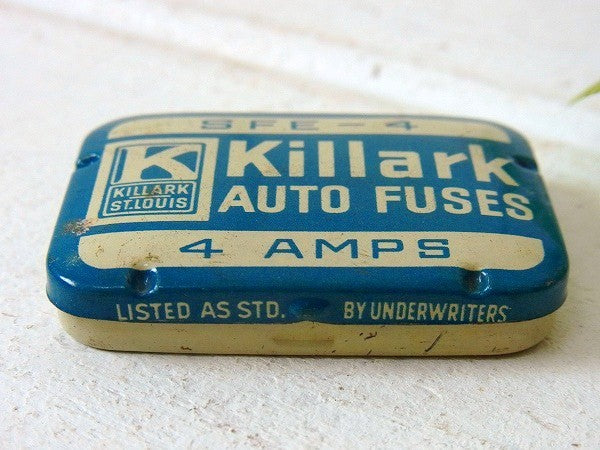 SFE-4
K
KILLARK
ST.LOUIS
Killark
AUTO FUSES
4 AMPS
LISTED AS STD. BY UNDERWRITERS